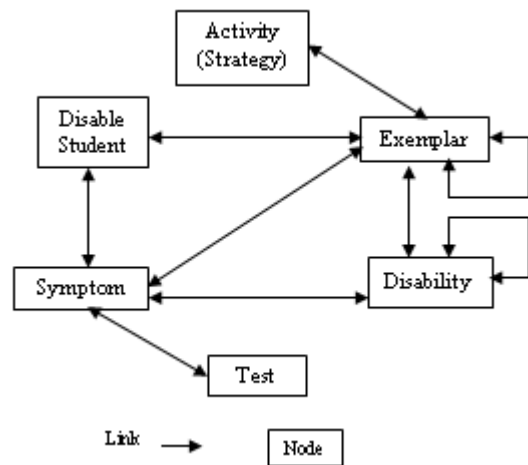 Activity
(Strategy)
Disable
Student
Exemplar
Symptom
Disability
Test
Link
Node